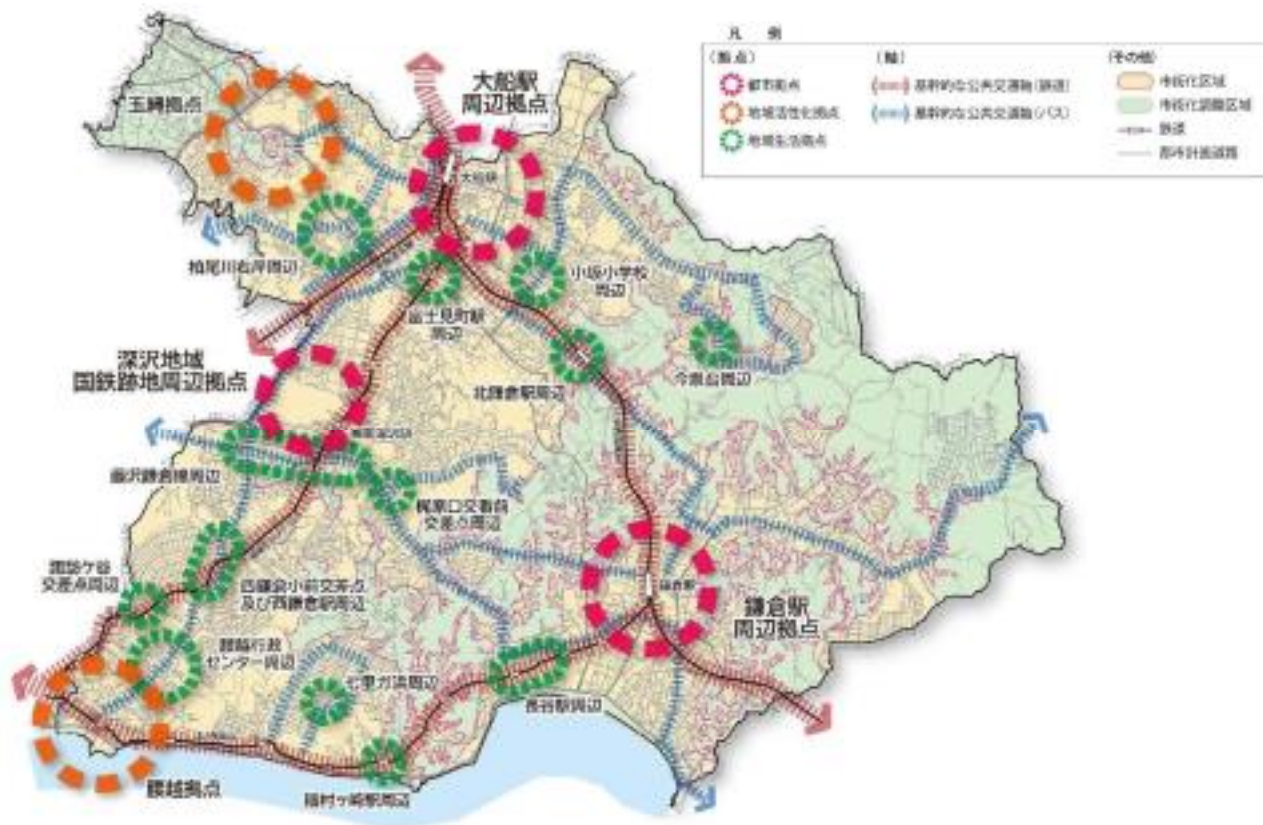 凡 例
(拠点)
(軸)
(その他)
都市拠点
地域活性化拠点
地域生活拠点
基幹的な公共交通軸(鉄道)
基幹的な公共交通軸(バス)
市街化区域
市街化調整区域
鉄道
都市計画道路
玉縄拠点
大船駅
周辺拠点
大船駅
柏尾川右岸周辺
富士見町駅
周辺
小坂小学校
周辺
深沢地域
国鉄跡地周辺拠点
北鎌倉駅周辺
今泉台周辺
藤沢鎌倉線周辺
梶原口交番前
交差点周辺
諏訪ケ谷
交差点周辺
西鎌倉小前交差点
及び西鎌倉駅周辺
鎌倉駅
鎌倉駅
周辺拠点
腰越行政
センター周辺
七里ガ浜周辺
長谷駅周辺
腰越拠点
稲村ヶ崎駅周辺